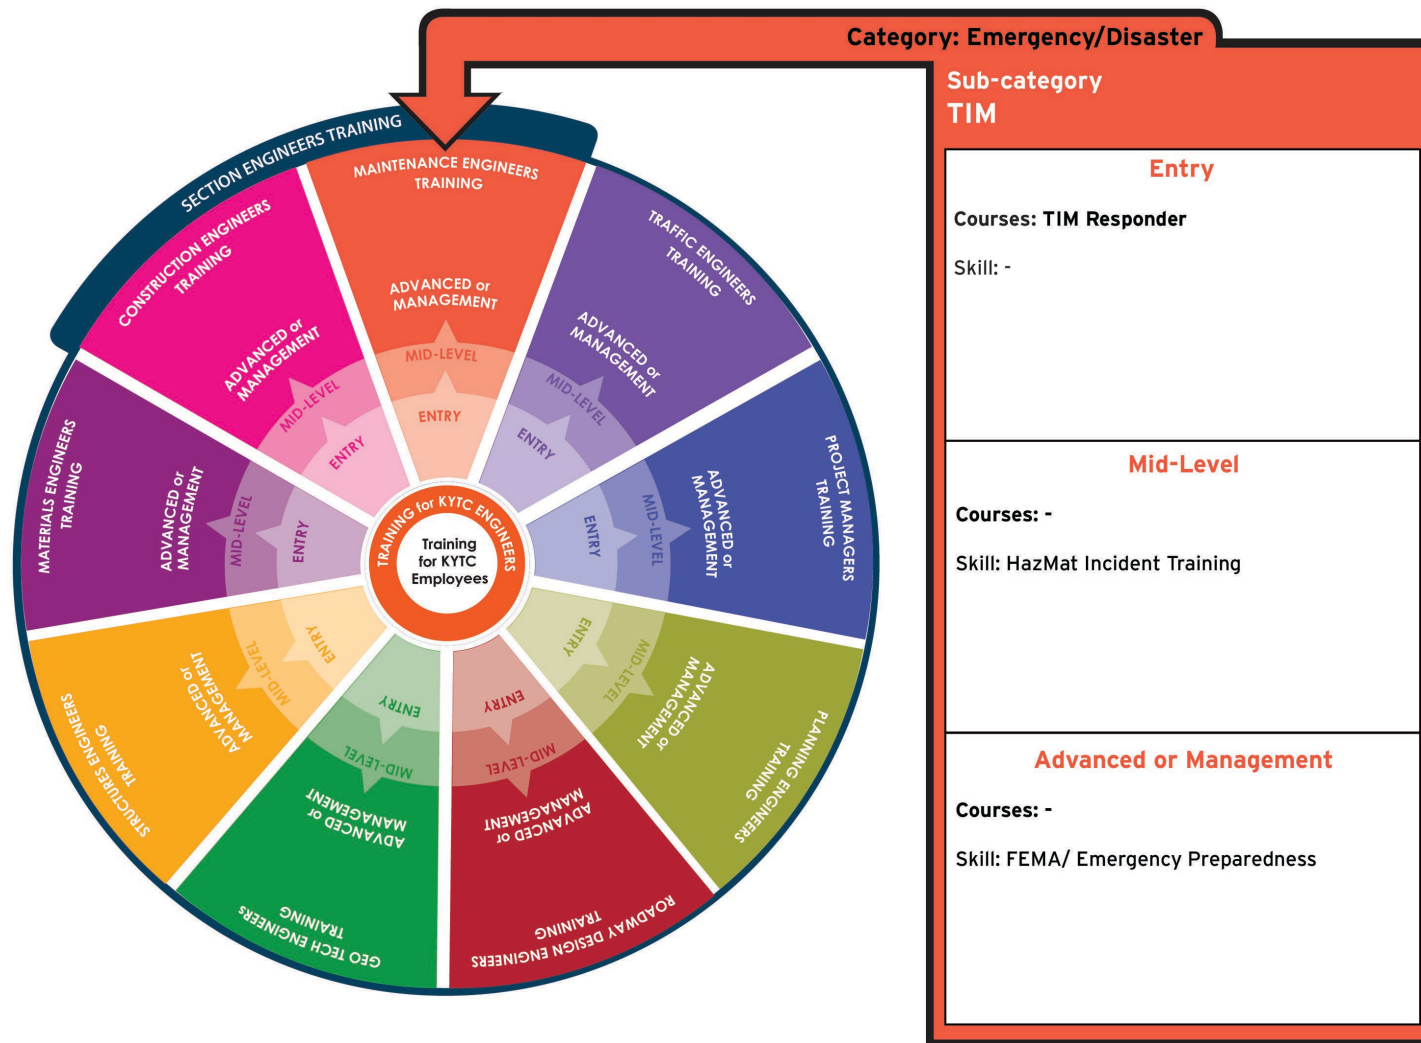 Category: Emergency/Disaster
Sub-category
TIM
Entry
Courses: TIM Responder
Skill: -
Mid-Level
Courses: -
Skill: HazMat Incident Training
Advanced or Management
Courses: -
Skill: FEMA/ Emergency Preparedness
SECTION ENGINEERS TRAINING
MAINTENANCE ENGINEERS
TRAINING
ADVANCED or
MANAGEMENT
MID-LEVEL
ENTRY
TRAFFIC ENGINEERS
TRAINING
ADVANCED or
MANAGEMENT
MID-LEVEL
ENTRY
PROJECT MANAGERS
TRAINING
ADVANCED or
MANAGEMENT
MID-LEVEL
ENTRY
PLANNING ENGINEERS
TRAINING
ADVANCED or
MANAGEMENT
MID-LEVEL
ENTRY
ROADWAY DESIGN ENGINEERS
TRAINING
ADVANCED or
MANAGEMENT
MID-LEVEL
ENTRY
GEO TECH ENGINEERs
TRAINING
ADVANCED or
MANAGEMENT
MID-LEVEL
ENTRY
STRUCTURES ENGINEERS
TRAINING
ADVANCED or
MANAGEMENT
MID-LEVEL
ENTRY
MATERIALS ENGINEERS
TRAINING
ADVANCED or
MANAGEMENT
MID-LEVEL
ENTRY
CONSTRUCTION ENGINEERS
TRAINING
ADVANCED or
MANAGEMENT
MID-LEVEL
ENTRY
TRAINING for KYTC ENGINEERS
Training
for KYTC
Employees